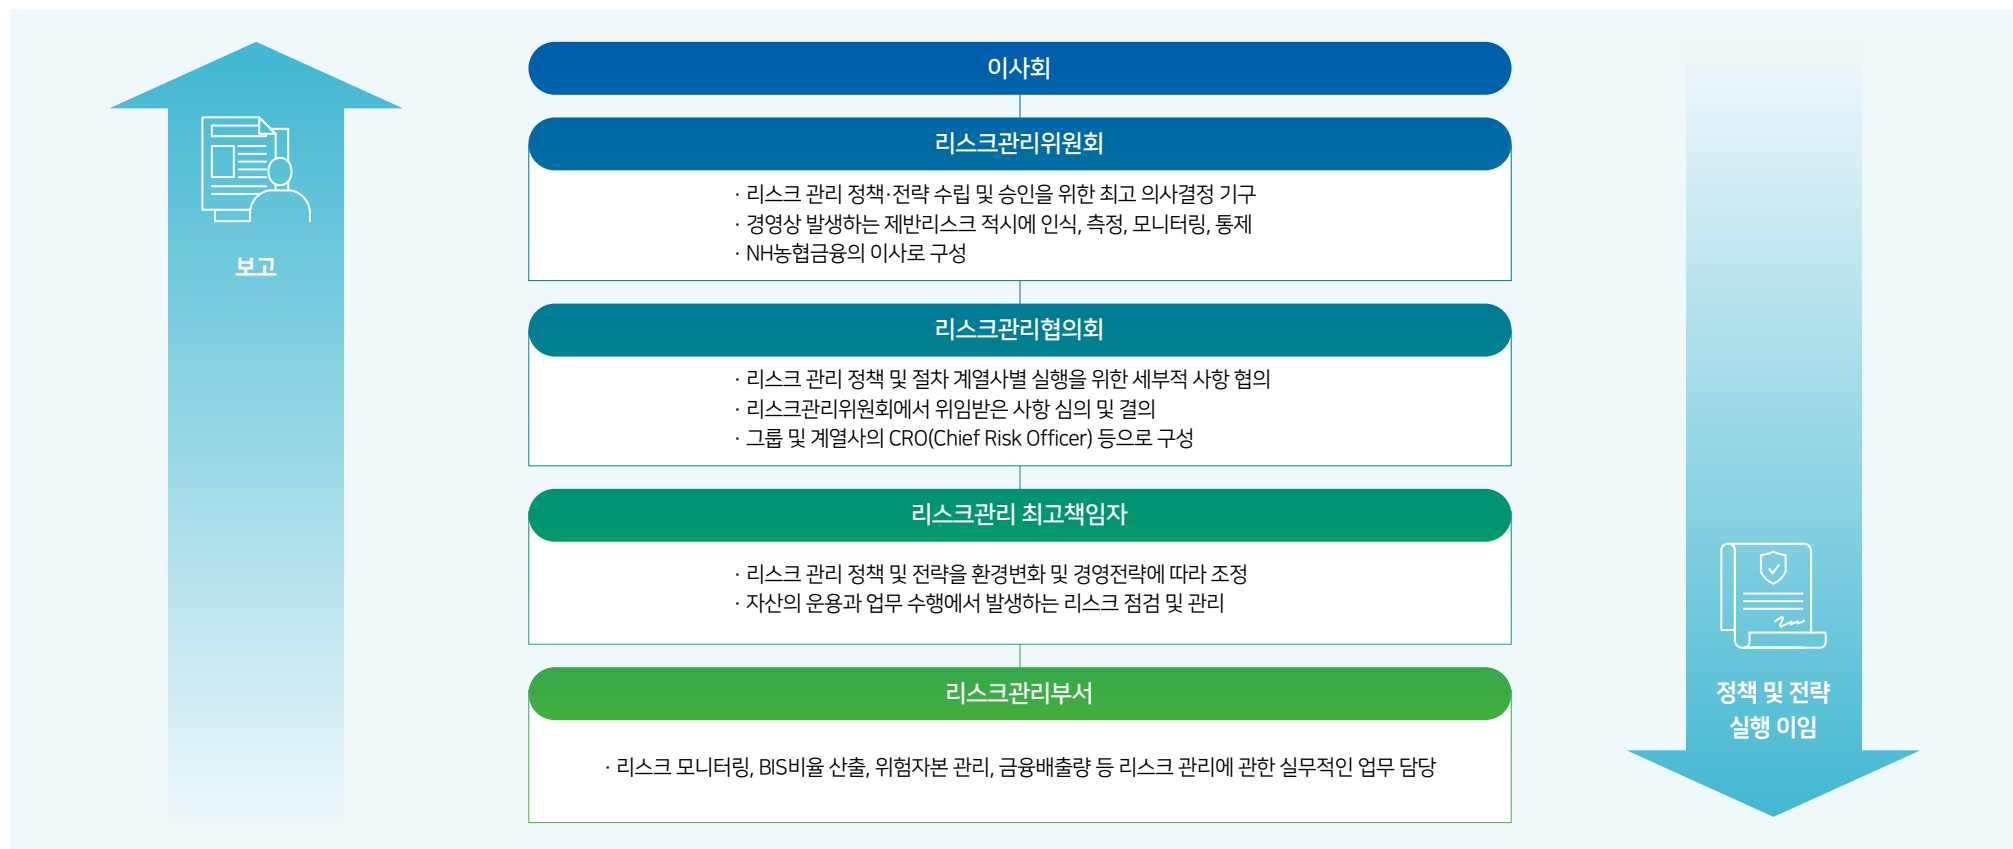 이사회
리스크관리위원회
· 리스크 관리 정책·전략 수립 및 승인을 위한 최고 의사결정 기구
· 경영상 발생하는 제반리스크 적시에 인식, 측정, 모니터링, 통제
· NH농협금융의 이사로 구성
보고
리스크관리협의회
· 리스크 관리 정책 및 절차 계열사별 실행을 위한 세부적 사항 협의
· 리스크관리위원회에서 위임받은 사항 심의 및 결의
· 그룹 및 계열사의 CRO(Chief Risk Officer) 등으로 구성
리스크관리 최고책임자
· 리스크 관리 정책 및 전략을 환경변화 및 경영전략에 따라 조정
· 자산의 운용과 업무 수행에서 발생하는 리스크 점검 및 관리
리스크관리부서
· 리스크 모니터링, BIS비율 산출, 위험자본 관리, 금융배출량 등 리스크 관리에 관한 실무적인 업무 담당
정책 및 전략
실행 이임